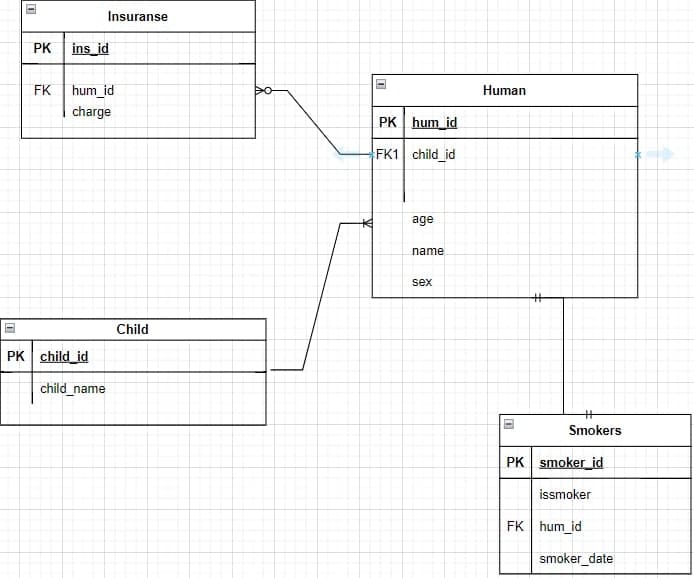 Insuranse
PK ins_id
FK hum_id
charge
Human
PK hum_id
FK1 child_id
age
name
sex
Child
PK child_id
child_name
Smokers
PK smoker_id
issmoker
FK hum_id
smoker_date